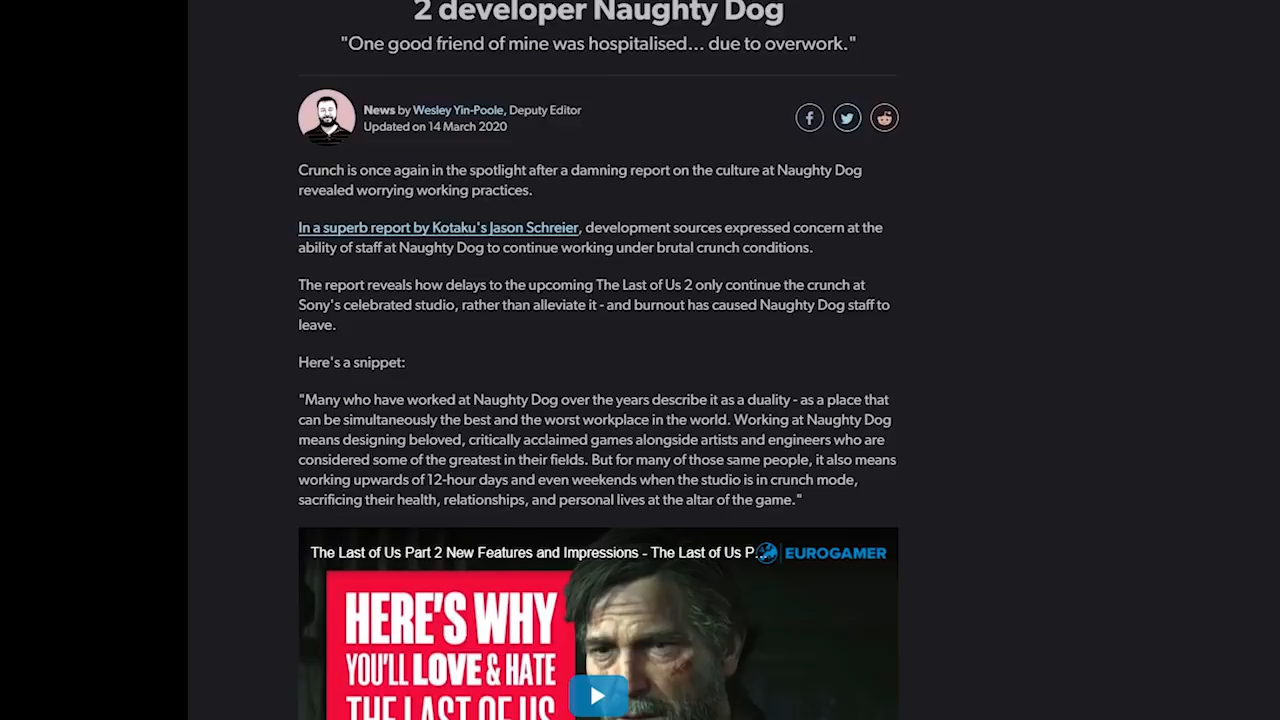 2 developer Naughty Dog
"One good friend of mine was hospitalised... due to overwork."
News by Wesley Yin-Poole, Deputy Editor
Updated on 14 March 2020
Crunch is once again in the spotlight after a damning report on the culture at Naughty Dog
revealed worrying working practices.
In a superb report by Kotaku's Jason Schreier, development sources expressed concern at the
ability of staff at Naughty Dog to continue working under brutal crunch conditions.
The report reveals how delays to the upcoming The Last of Us 2 only continue the crunch at
Sony's celebrated studio, rather than alleviate it - and burnout has caused Naughty Dog staff to
leave.
Here's a snippet:
"Many who have worked at Naughty Dog over the years describe it as a duality - as a place that
can be simultaneously the best and the worst workplace in the world. Working at Naughty Dog
means designing beloved, critically acclaimed games alongside artists and engineers who are
considered some of the greatest in their fields. But for many of those same people, it also means
working upwards of 12-hour days and even weekends when the studio is in crunch mode,
sacrificing their health, relationships, and personal lives at the altar of the game."
The Last of Us Part 2 New Features and Impressions - The Last of Us P...
EUROGAMER
HERE'S WHY
YOU'LL LOVE & HATE
THE LAST OF US